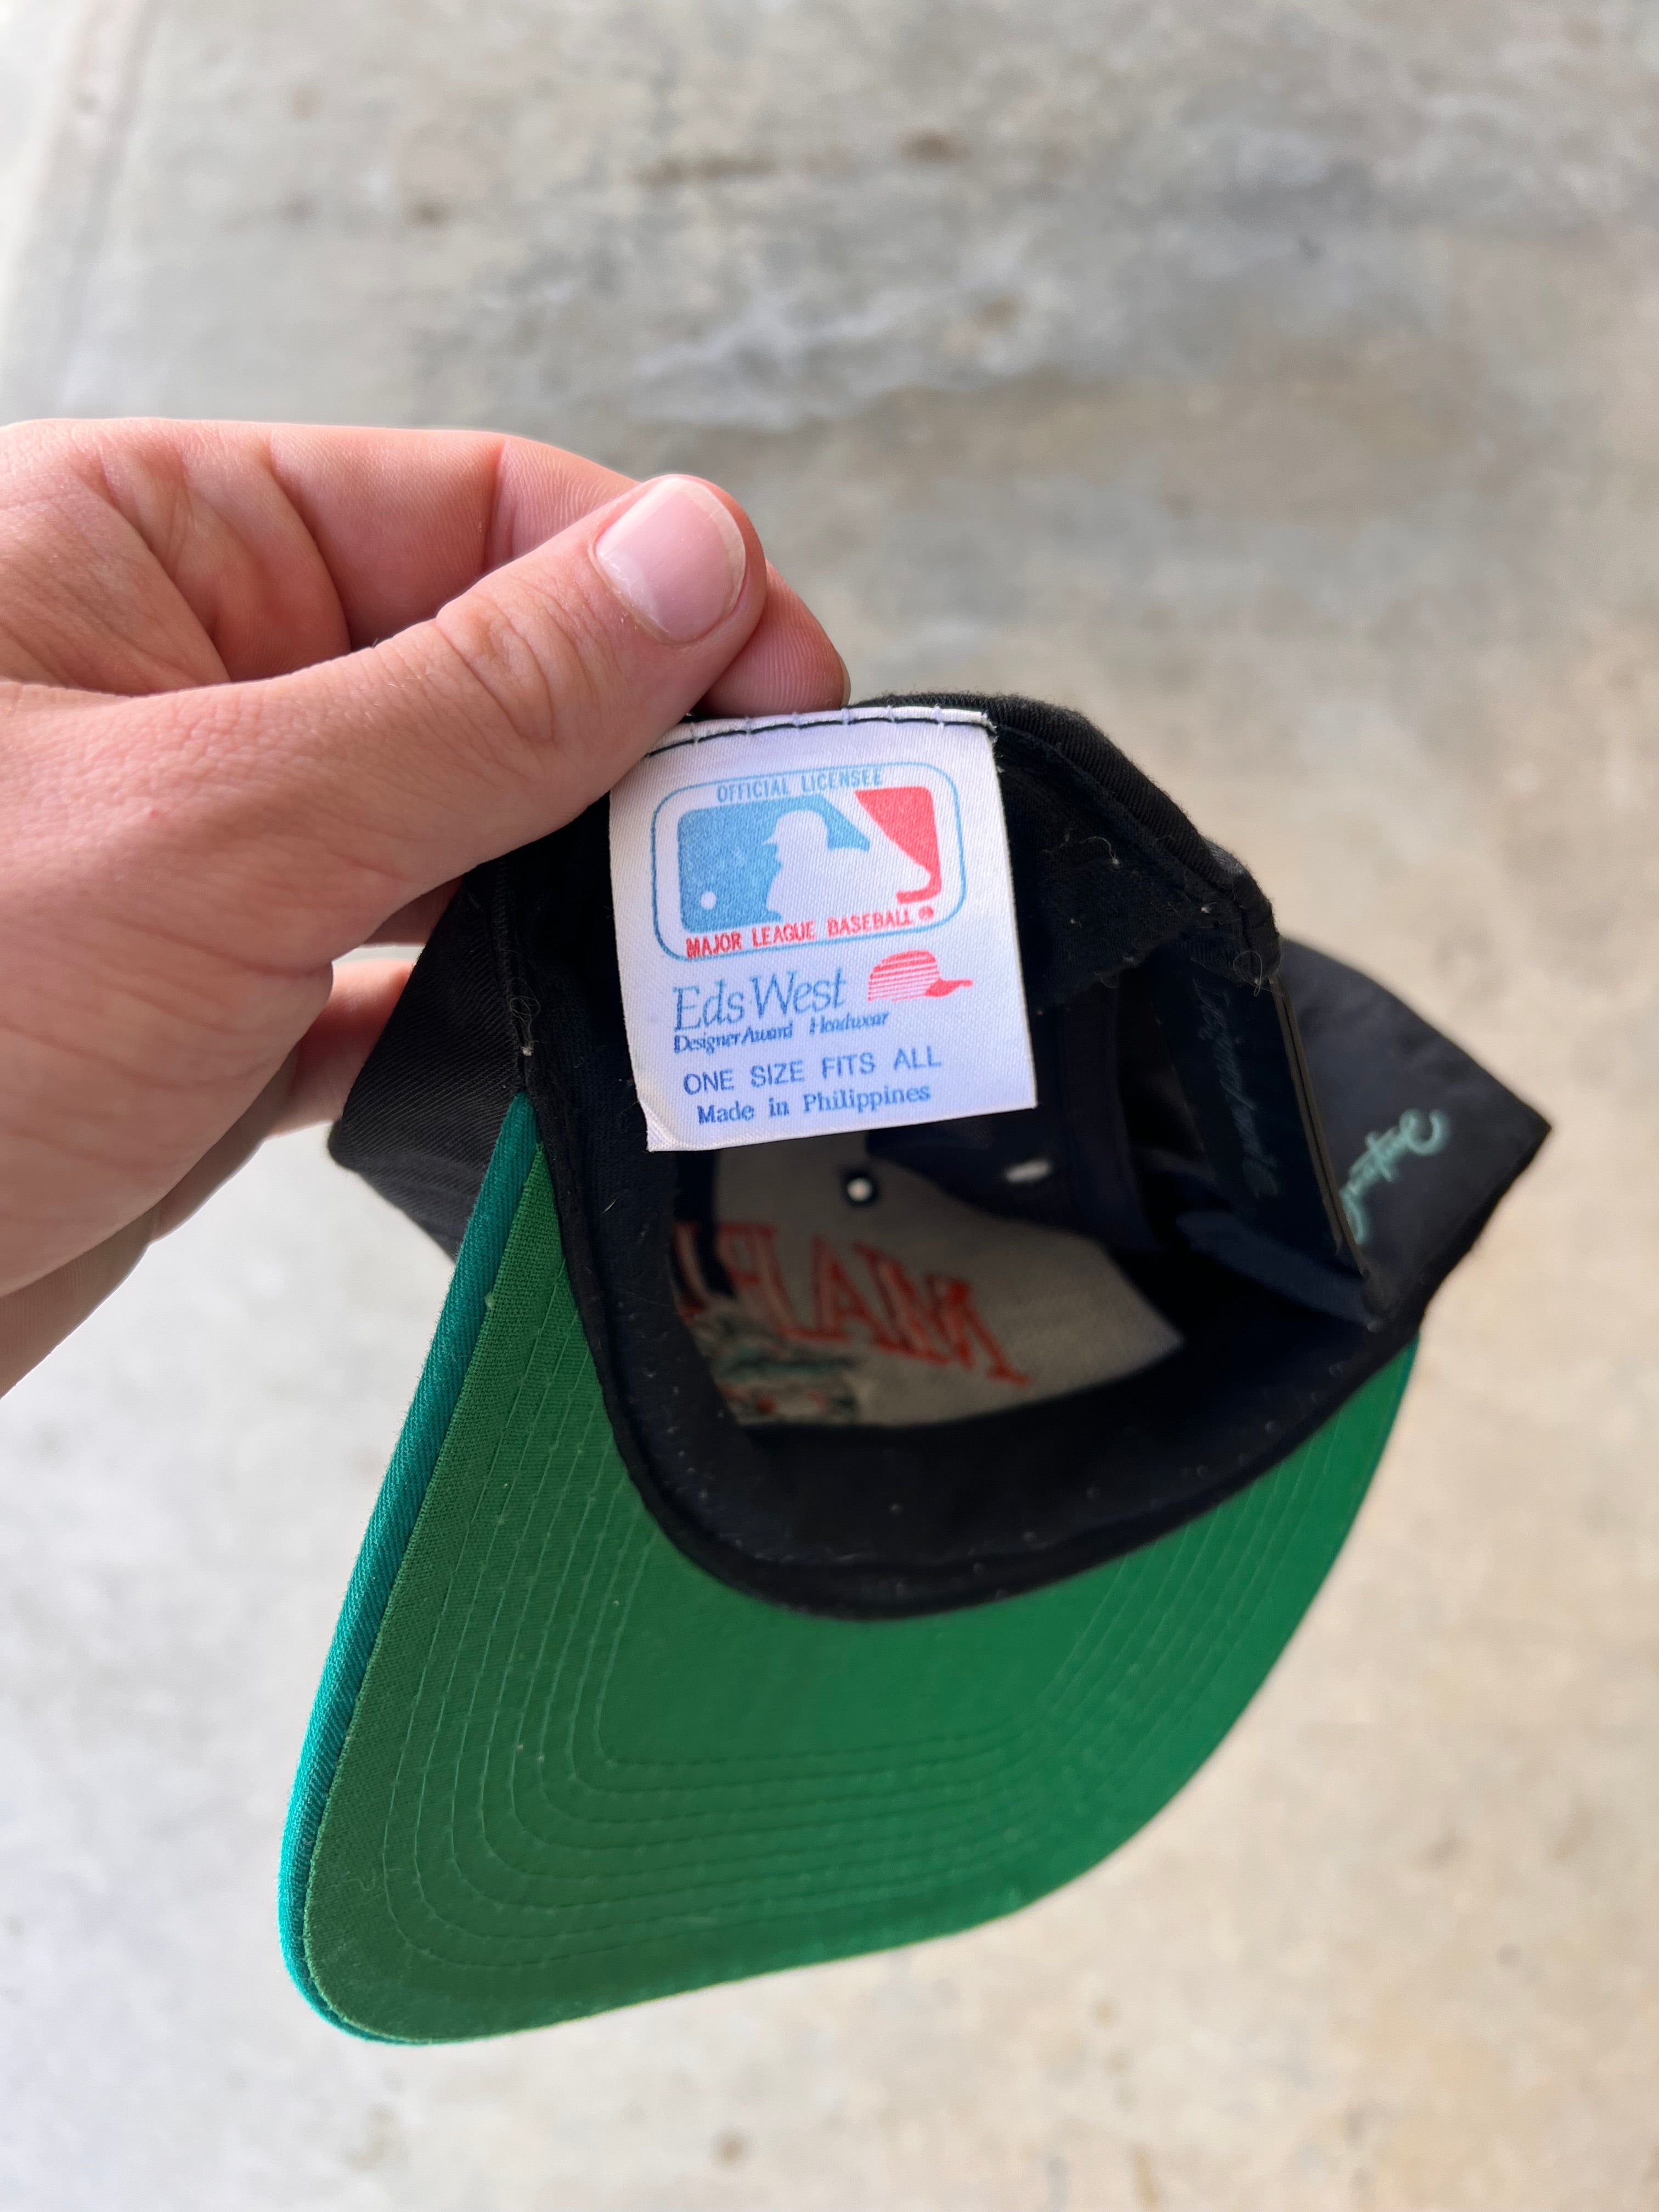 OFFICIAL LICENSEE
MAJOR LEAGUE BASEBALL®
Eds West
Designer Award Headwear
ONE SIZE FITS ALL
Made in Philippines